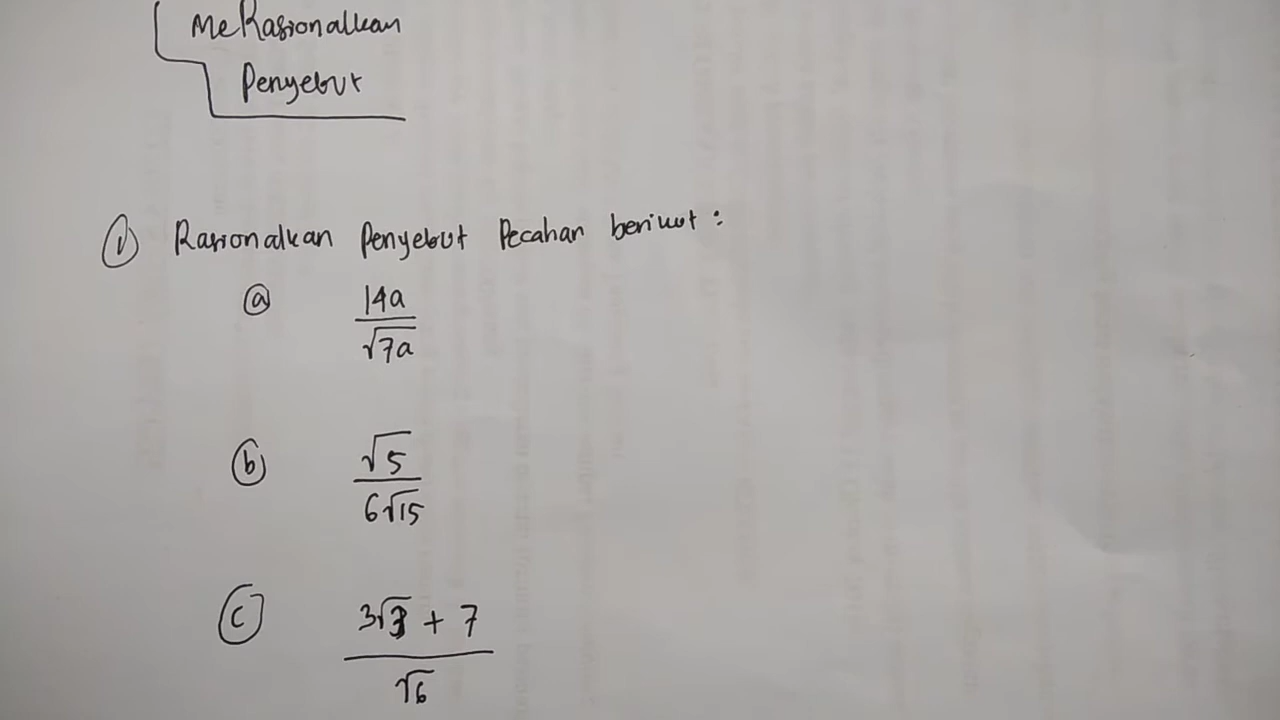 MeRasionalkan
Penyebut
1 Rasionalkan Penyebut Pecahan berikut :
a 14a
√7a
b √5
6√15
c 3√3 + 7
√6